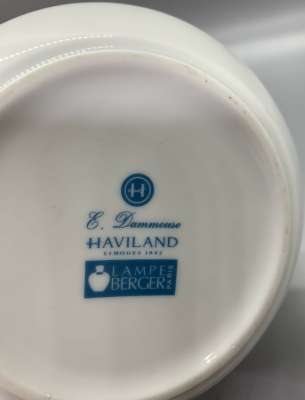 H
E. Dammouse
HAVILAND
LIMOGES 1842
LAMPE
BERGER
PARIS